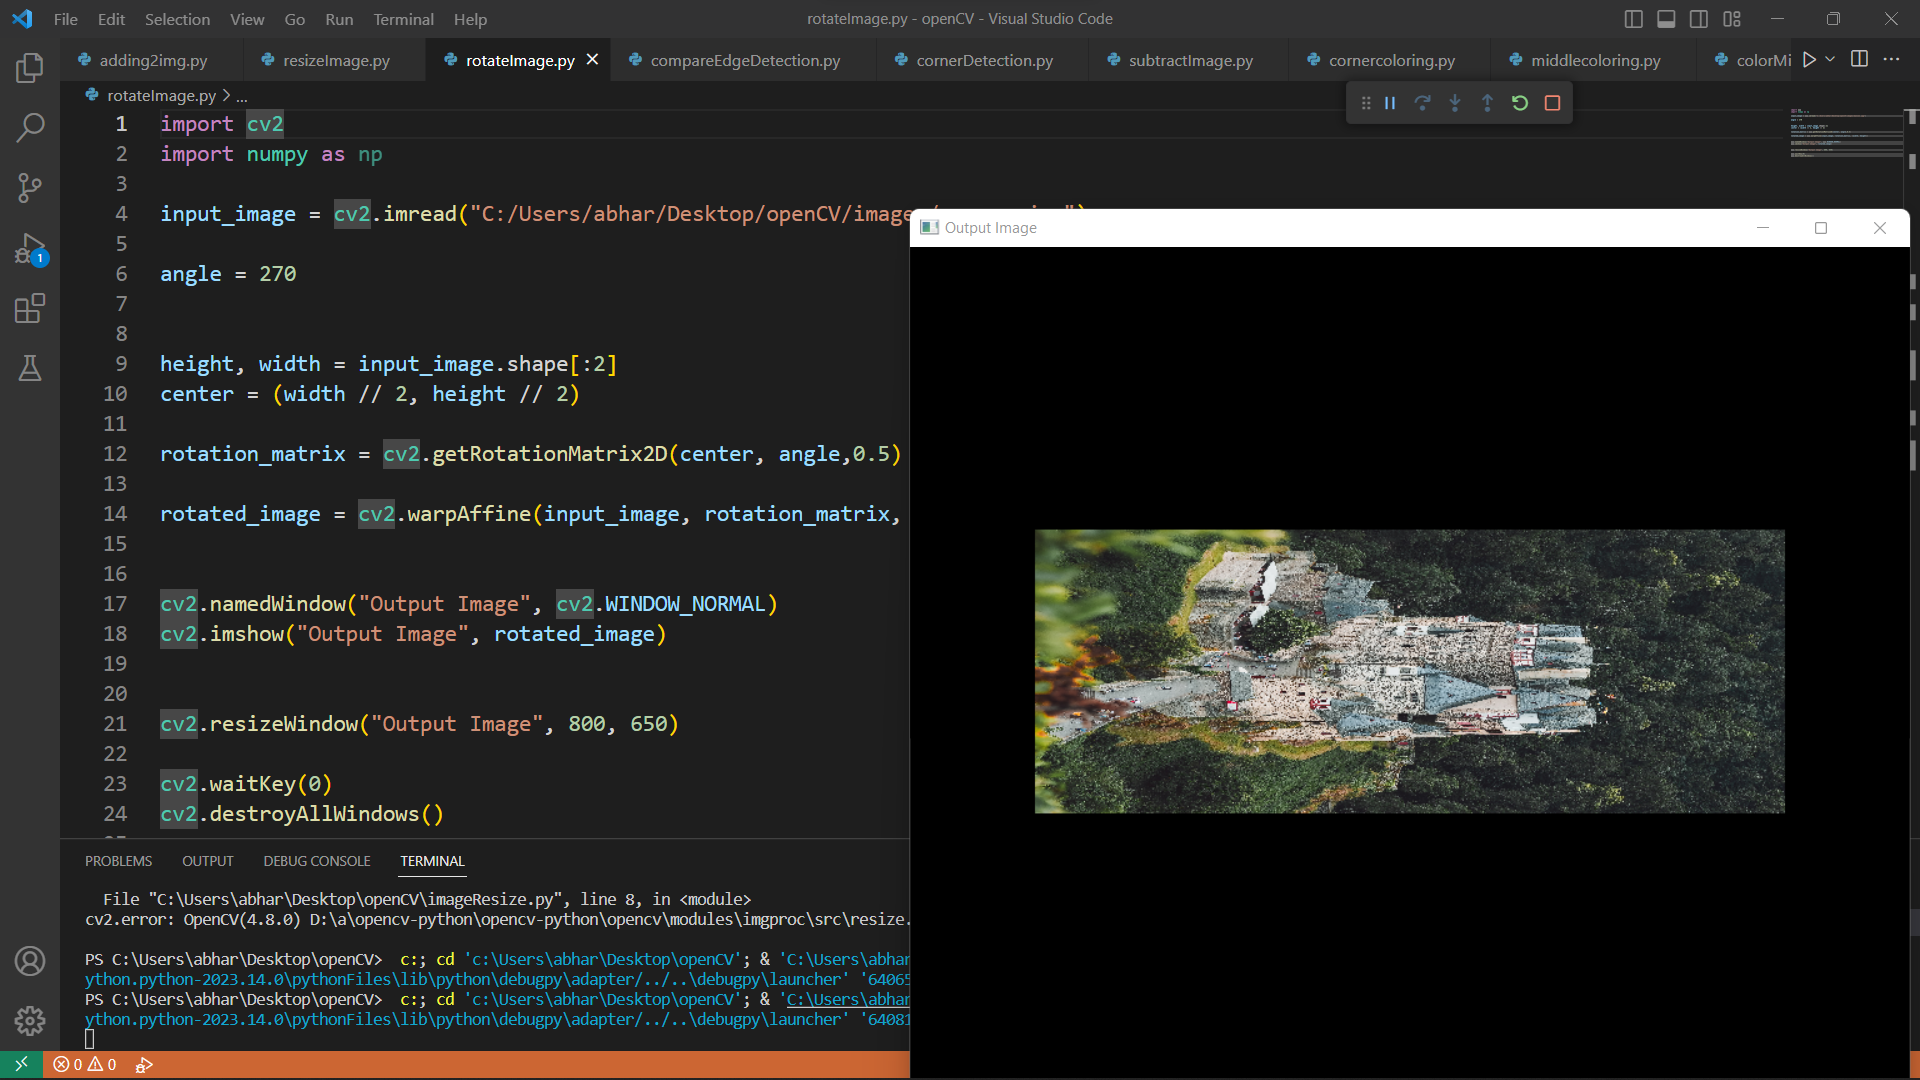 File Edit Selection View Go Run Terminal Help rotateImage.py - openCV - Visual Studio Code
adding2img.py resizeImage.py rotateImage.py compareEdgeDetection.py cornerDetection.py subtractImage.py cornercoloring.py middlecoloring.py colorMi
rotateImage.py > ...
1 import cv2
2 import numpy as np
3
4 input_image = cv2.imread("C:/Users/abhar/Desktop/openCV/image
5
6 angle = 270
7
8
9 height, width = input_image.shape[:2]
10 center = (width // 2, height // 2)
11
12 rotation_matrix = cv2.getRotationMatrix2D(center, angle,0.5)
13
14 rotated_image = cv2.warpAffine(input_image, rotation_matrix,
15
16
17 cv2.namedWindow("Output Image", cv2.WINDOW_NORMAL)
18 cv2.imshow("Output Image", rotated_image)
19
20
21 cv2.resizeWindow("Output Image", 800, 650)
22
23 cv2.waitKey(0)
24 cv2.destroyAllWindows()
Output Image
1
PROBLEMS OUTPUT DEBUG CONSOLE TERMINAL
File "C:\Users\abhar\Desktop\openCV\imageResize.py", line 8, in <module>
cv2.error: OpenCV(4.8.0) D:\a\opencv-python\opencv-python\opencv\modules\imgproc\src\resize.
PS C:\Users\abhar\Desktop\openCV> c:; cd 'c:\Users\abhar\Desktop\openCV'; & 'C:\Users\abhar
ython.python-2023.14.0\pythonFiles\lib\python\debugpy\adapter/../..\debugpy\launcher' '64065
PS C:\Users\abhar\Desktop\openCV> c:; cd 'c:\Users\abhar\Desktop\openCV'; & 'C:\Users\abhar
ython.python-2023.14.0\pythonFiles\lib\python\debugpy\adapter/../..\debugpy\launcher' '64081
0 0